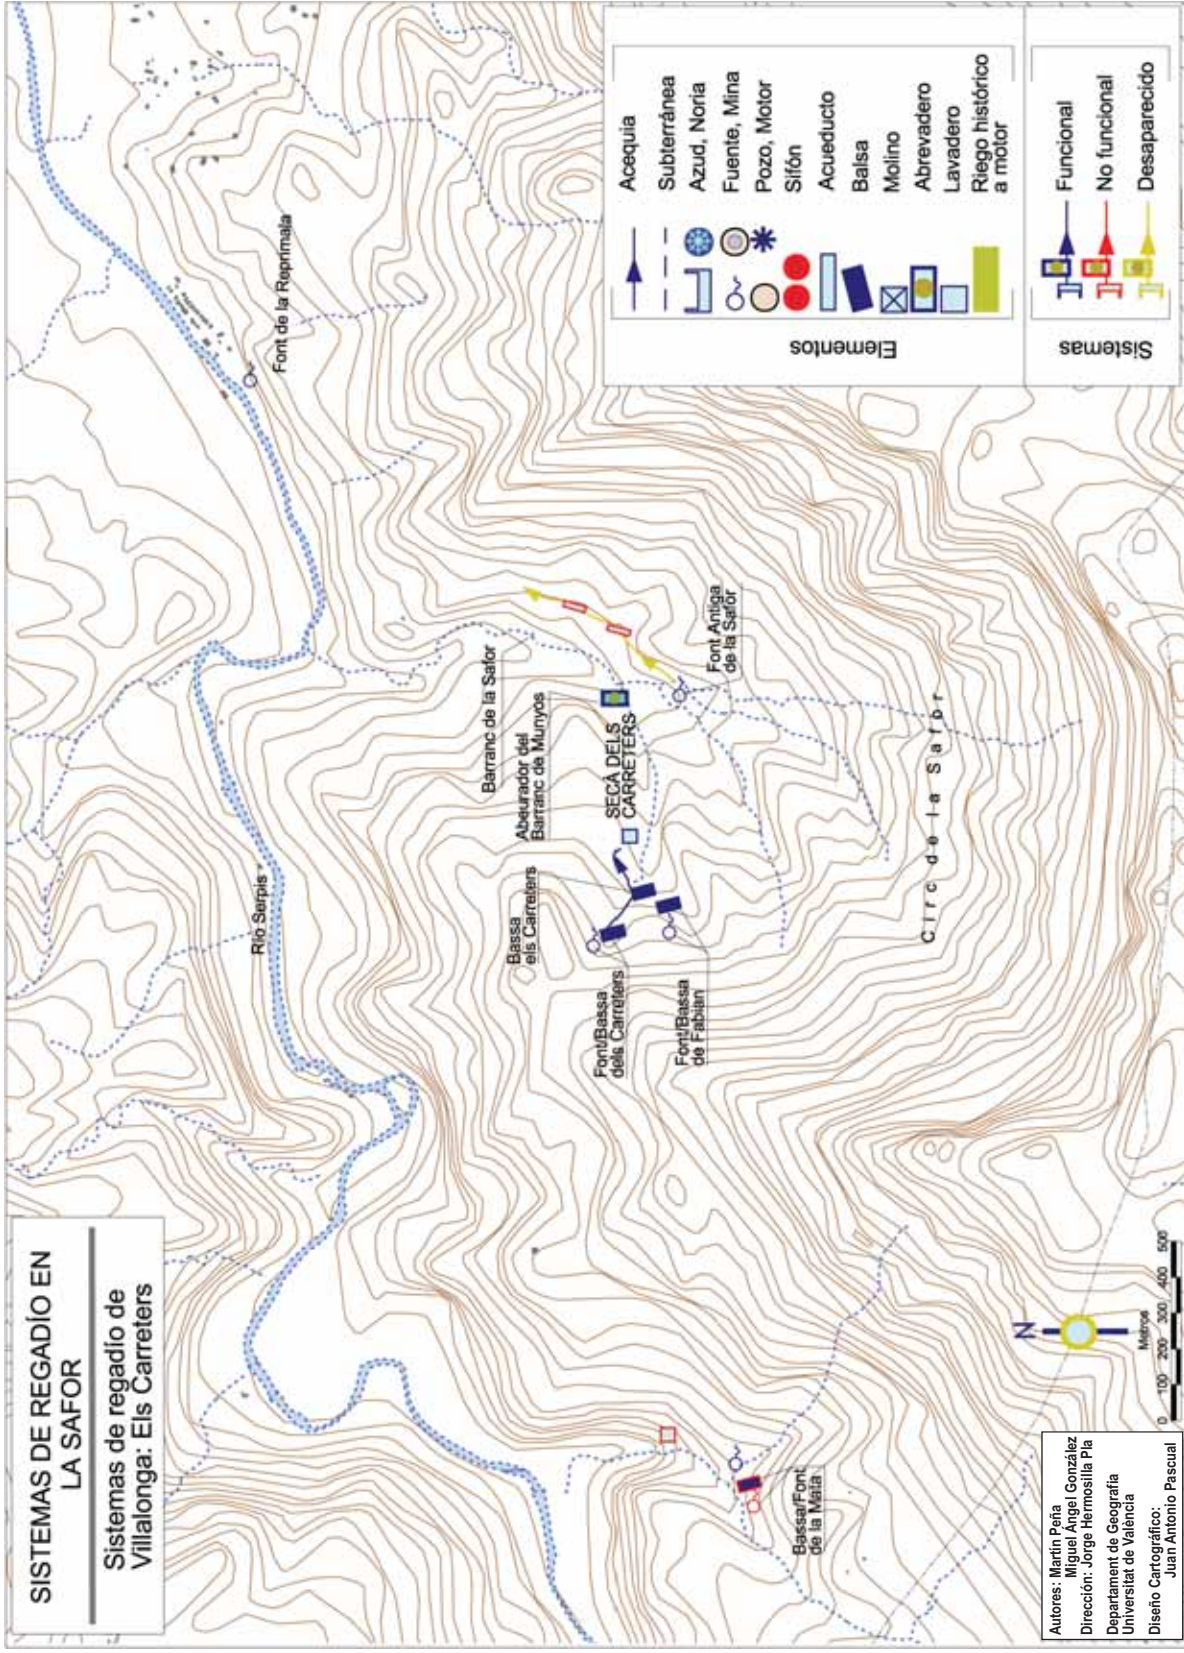 SISTEMAS DE REGADÍO EN
LA SAFOR
Sistemas de regadío de
Villalonga: Els Carreters
Río Serpis
Font de la Reprimala
Barranc de la Safor
Abeurador del
Barranc de Munyos
Bassa
els Carreters
SECÀ DELS
CARRETERS
Font Antiga
de la Safor
Font/Bassa
dels Carreters
Font/Bassa
de Fabian
Circ de la Safor
Bassa/Font
de la Mata
N
Metros
0 100 200 300 400 500
Autores: Martín Peña
Miguel Ángel González
Dirección: Jorge Hermosilla Pla
Departament de Geografia
Universitat de València
Diseño Cartográfico:
Juan Antonio Pascual
Elementos
Acequia
Subterránea
Azud, Noria
Fuente, Mina
Pozo, Motor
Sifón
Acueducto
Balsa
Molino
Abrevadero
Lavadero
Riego histórico
a motor
Sistemas
Funcional
No funcional
Desaparecido